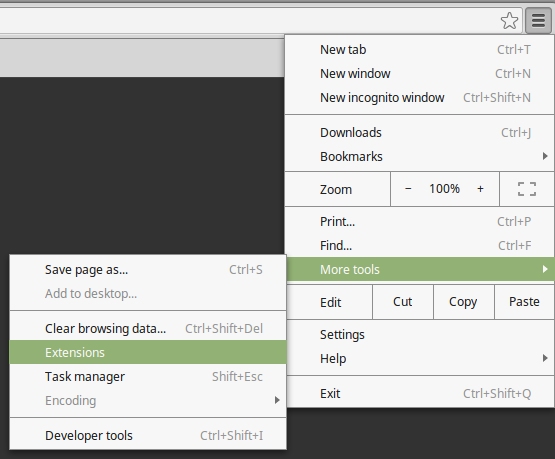 New tab Ctrl+T
New window Ctrl+N
New incognito window Ctrl+Shift+N
Downloads Ctrl+J
Bookmarks
Zoom − 100% +
Print... Ctrl+P
Find... Ctrl+F
More tools
Edit Cut Copy Paste
Settings
Help
Exit Ctrl+Shift+Q
Save page as... Ctrl+S
Add to desktop...
Clear browsing data... Ctrl+Shift+Del
Extensions
Task manager Shift+Esc
Encoding
Developer tools Ctrl+Shift+I